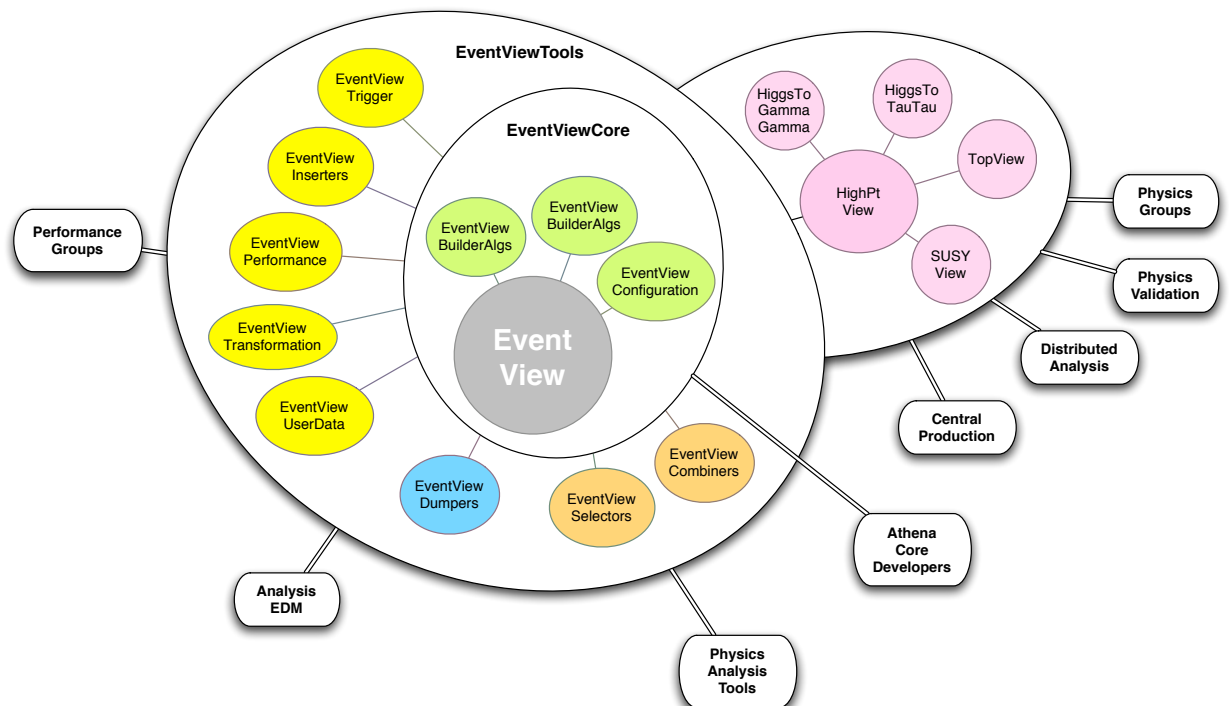 EventViewTools
EventView
Trigger
EventViewCore
EventView
Inserters
EventView
Performance
EventView
Transformation
EventView
UserData
EventView
BuilderAlgs
EventView
BuilderAlgs
EventView
Configuration
Event
View
EventView
Dumpers
EventView
Selectors
EventView
Combiners
HiggsTo
Gamma
Gamma
HiggsTo
TauTau
TopView
HighPt
View
SUSY
View
Performance
Groups
Physics
Groups
Physics
Validation
Distributed
Analysis
Central
Production
Athena
Core
Developers
Analysis
EDM
Physics
Analysis
Tools